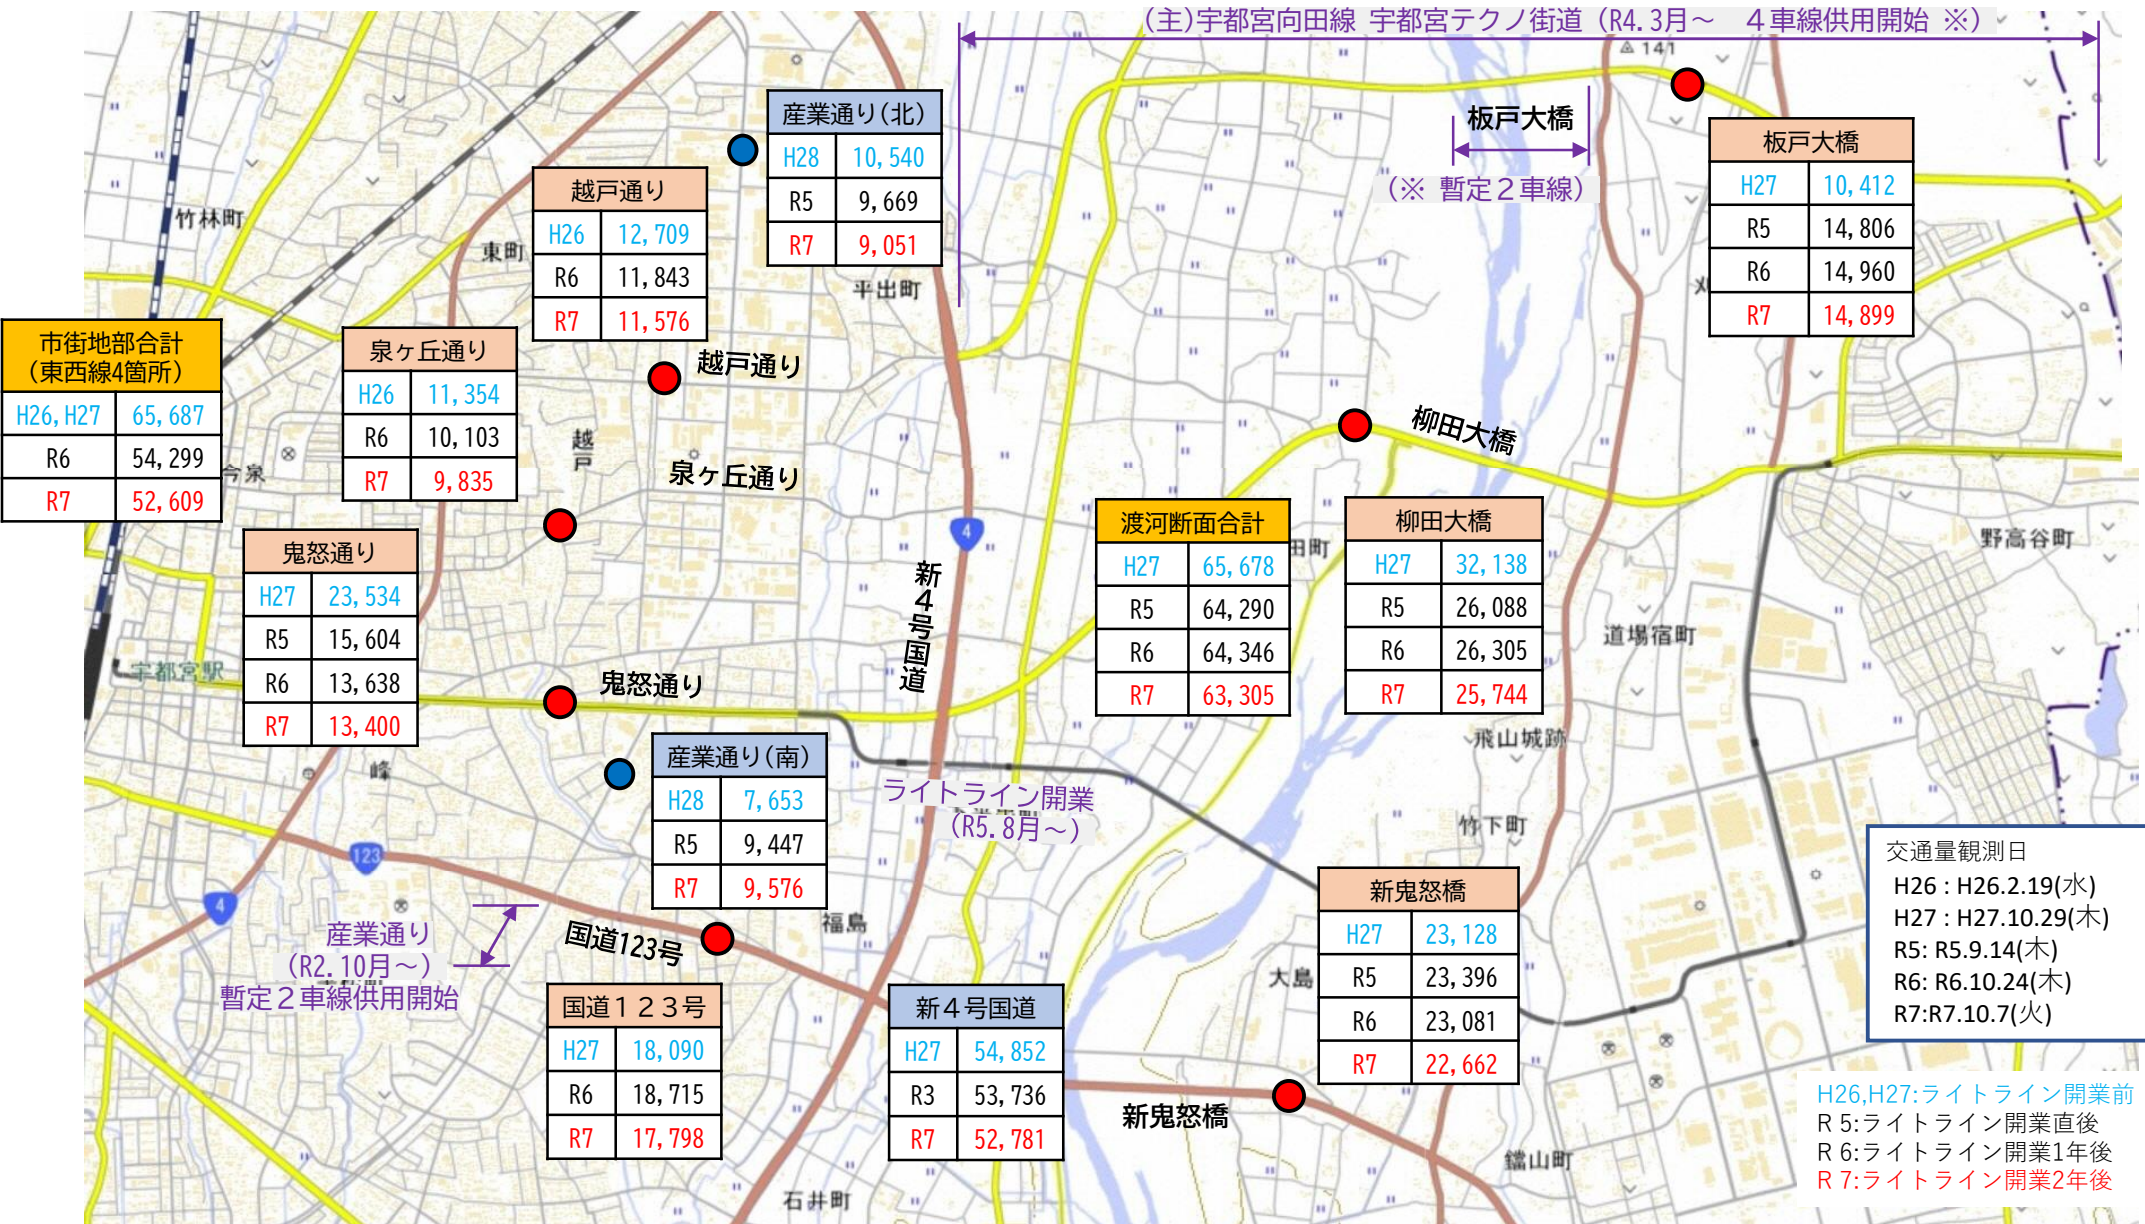 (主)宇都宮向田線 宇都宮テクノ街道（R4.3月～　４車線供用開始 ※）
141
産業通り(北)
H28 10,540
R5 9,669
R7 9,051
板戸大橋
（※ 暫定２車線）
板戸大橋
H27 10,412
R5 14,806
R6 14,960
R7 14,899
越戸通り
H26 12,709
R6 11,843
R7 11,576
竹林町
東町
平出町
市街地部合計
（東西線4箇所）
H26,H27 65,687
R6 54,299
R7 52,609
泉ヶ丘通り
H26 11,354
R6 10,103
R7 9,835
越戸通り
越戸
今泉
泉ヶ丘通り
柳田大橋
4
新４号国道
鬼怒通り
H27 23,534
R5 15,604
R6 13,638
R7 13,400
渡河断面合計
H27 65,678
R5 64,290
R6 64,346
R7 63,305
田町
柳田大橋
H27 32,138
R5 26,088
R6 26,305
R7 25,744
野高谷町
道場宿町
宇都宮駅
鬼怒通り
飛山城跡
峰
産業通り(南)
H28 7,653
R5 9,447
R7 9,576
ライトライン開業
（R5.8月～）
竹下町
123
4
産業通り
（R2.10月～）
暫定２車線供用開始
国道123号
福島
大島
新鬼怒橋
H27 23,128
R5 23,396
R6 23,081
R7 22,662
交通量観測日
H26 : H26.2.19(水)
H27 : H27.10.29(木)
R5: R5.9.14(木)
R6: R6.10.24(木)
R7:R7.10.7(火)
国道１２３号
H27 18,090
R6 18,715
R7 17,798
新４号国道
H27 54,852
R3 53,736
R7 52,781
新鬼怒橋
鐺山町
石井町
H26,H27:ライトライン開業前
R 5:ライトライン開業直後
R 6:ライトライン開業1年後
R 7:ライトライン開業2年後